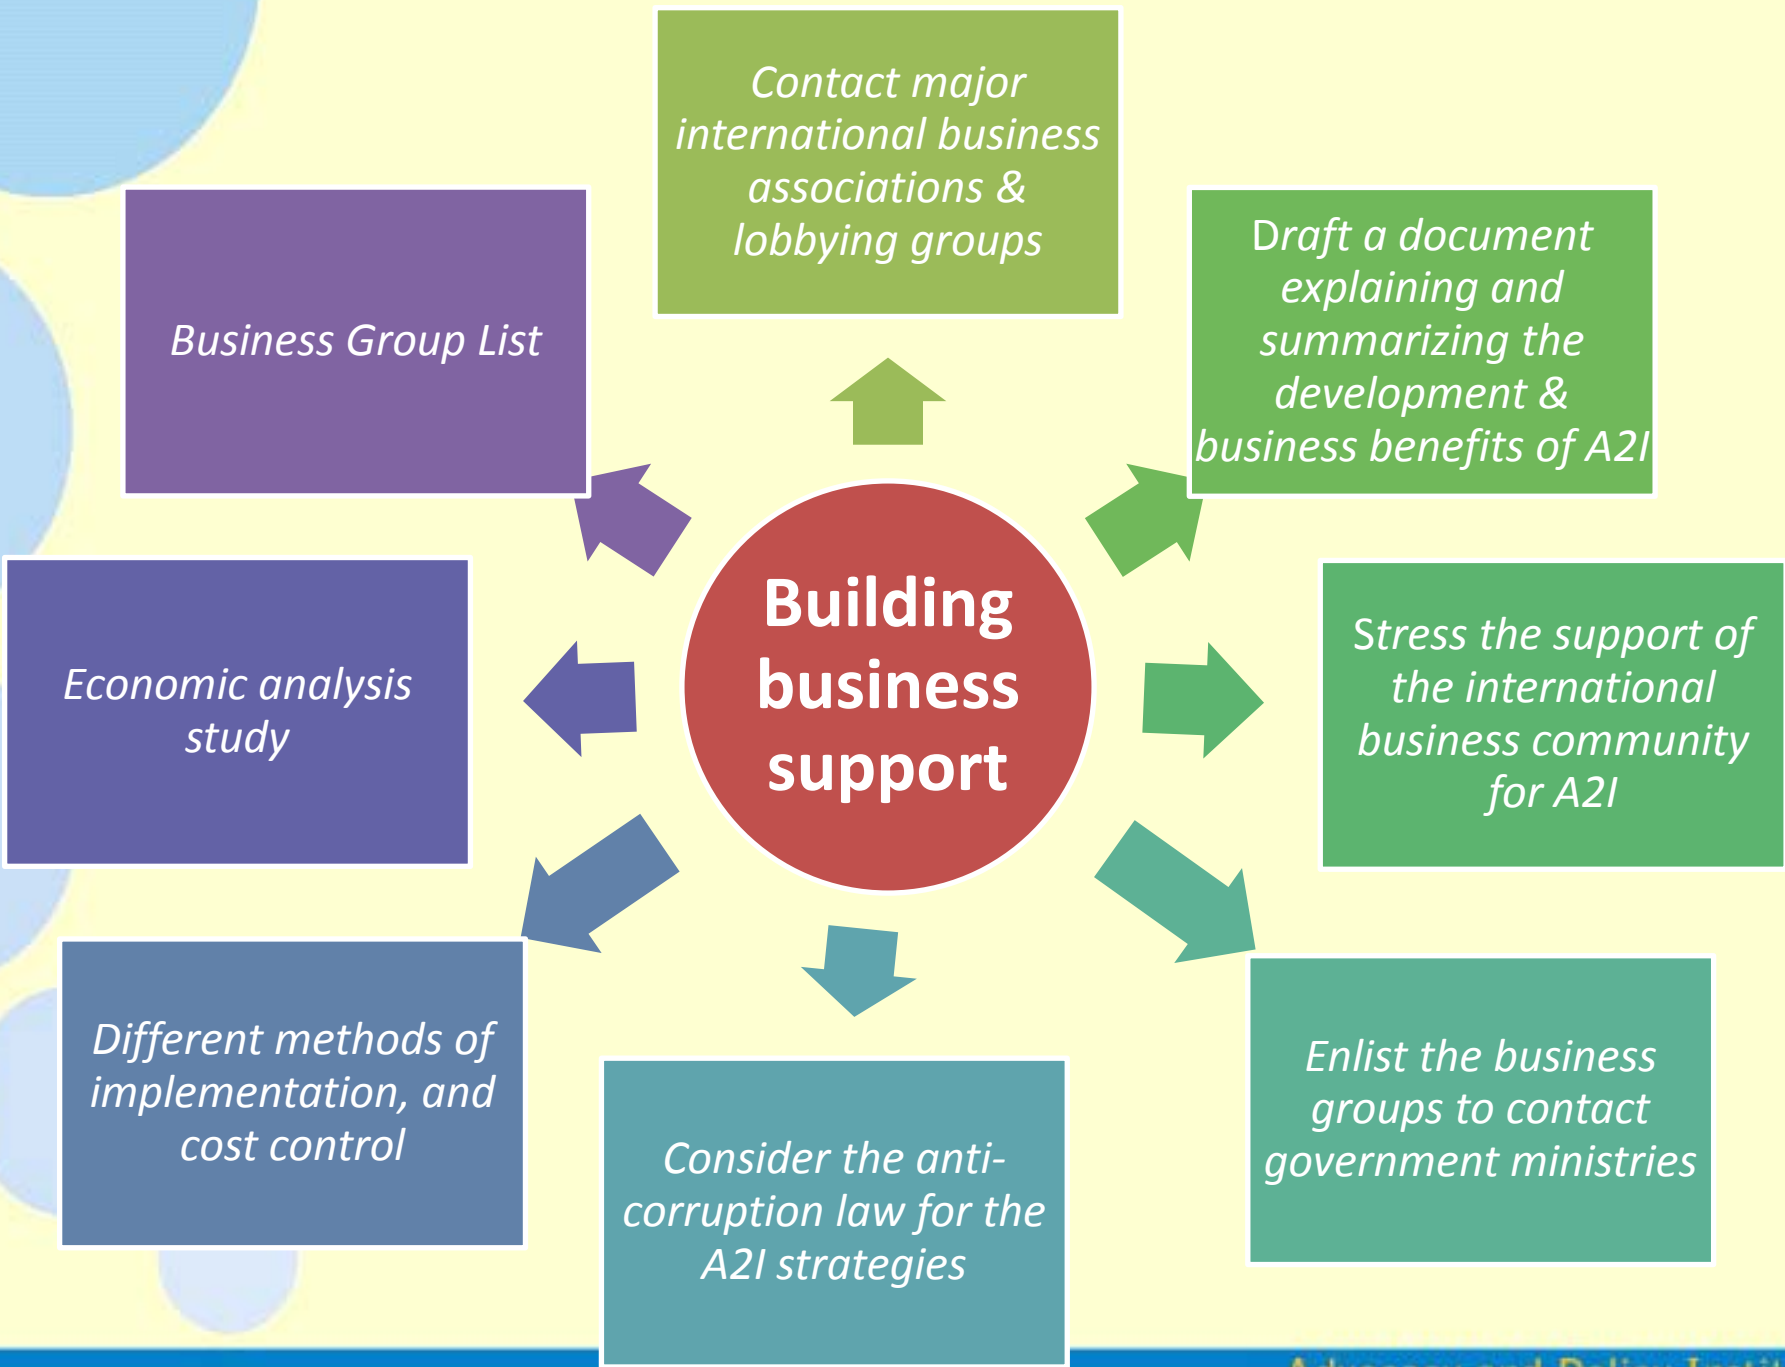 Contact major
international business
associations &
lobbying groups
Draft a document
explaining and
summarizing the
development &
business benefits of A2I
Stress the support of
the international
business community
for A2I
Enlist the business
groups to contact
government ministries
Consider the anti-
corruption law for the
A2I strategies
Different methods of
implementation, and
cost control
Economic analysis
study
Business Group List
Building
business
support